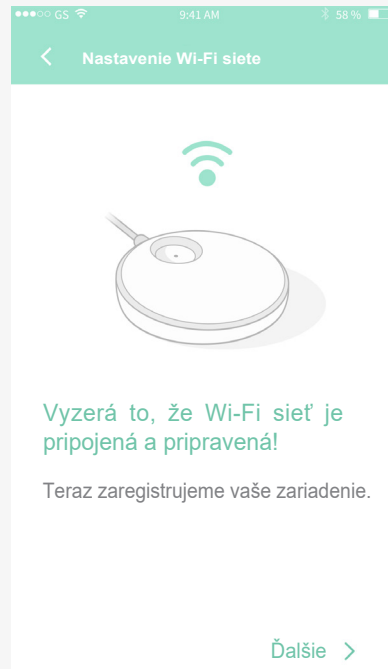 GS 9:41 AM 58 %
Nastavenie Wi-Fi siete
Vyzerá to, že Wi-Fi sieť je
pripojená a pripravená!
Teraz zaregistrujeme vaše zariadenie.
Ďalšie